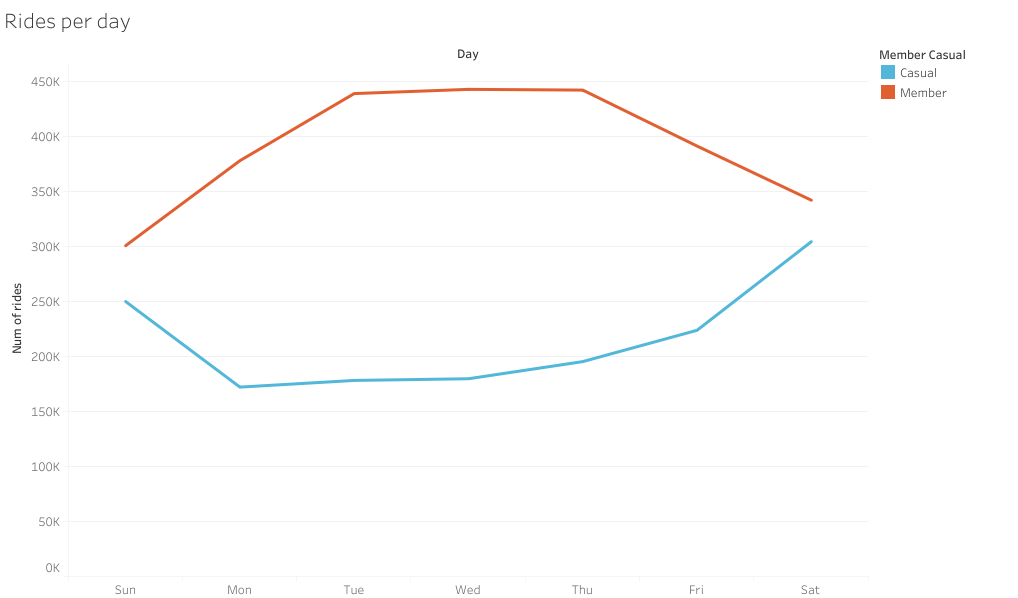 Rides per day
Day
Member Casual
Casual
Member
Num of rides
450K
400K
350K
300K
250K
200K
150K
100K
50K
0K
Sun Mon Tue Wed Thu Fri Sat